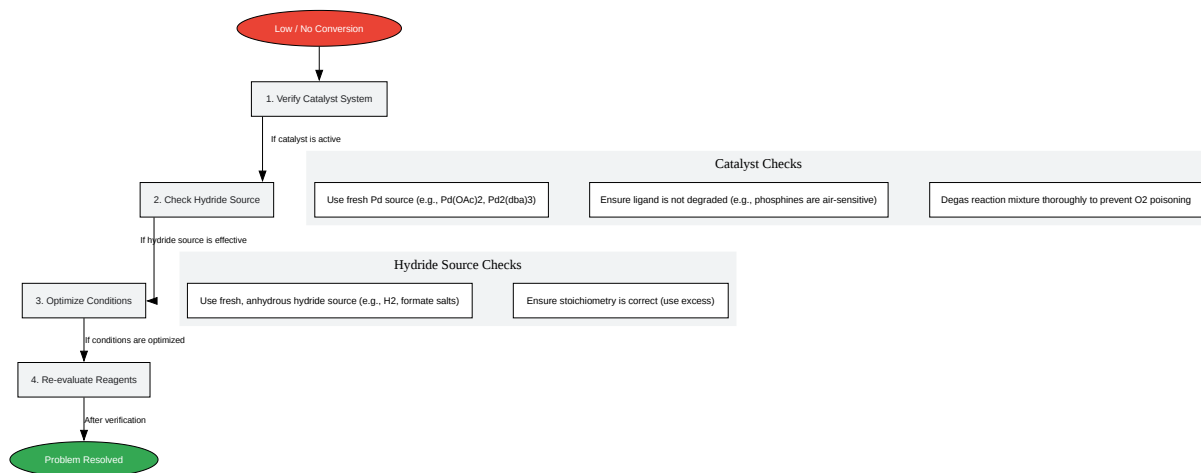 Low / No Conversion
1. Verify Catalyst System
If catalyst is active
Catalyst Checks
2. Check Hydride Source
Use fresh Pd source (e.g., Pd(OAc)2, Pd2(dba)3)
Ensure ligand is not degraded (e.g., phosphines are air-sensitive)
Degas reaction mixture thoroughly to prevent O2 poisoning
If hydride source is effective
Hydride Source Checks
3. Optimize Conditions
Use fresh, anhydrous hydride source (e.g., H2, formate salts)
Ensure stoichiometry is correct (use excess)
If conditions are optimized
4. Re-evaluate Reagents
After verification
Problem Resolved